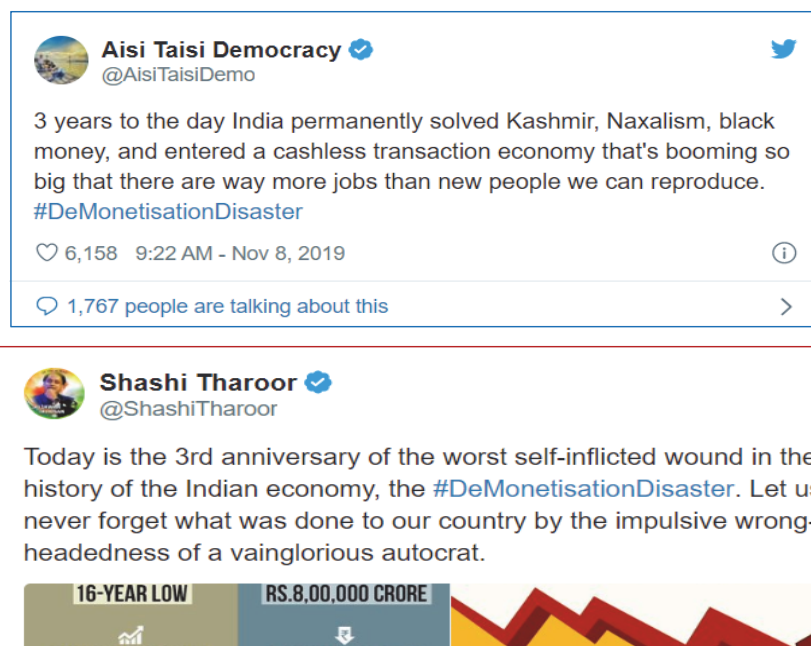 Aisi Taisi Democracy
@AisiTaisiDemo
3 years to the day India permanently solved Kashmir, Naxalism, black
money, and entered a cashless transaction economy that's booming so
big that there are way more jobs than new people we can reproduce.
#DeMonetisationDisaster
6,158 9:22 AM - Nov 8, 2019
1,767 people are talking about this
Shashi Tharoor
@ShashiTharoor
Today is the 3rd anniversary of the worst self-inflicted wound in the
history of the Indian economy, the #DeMonetisationDisaster. Let us
never forget what was done to our country by the impulsive wrong-
headedness of a vainglorious autocrat.
16-YEAR LOW RS.8,00,000 CRORE